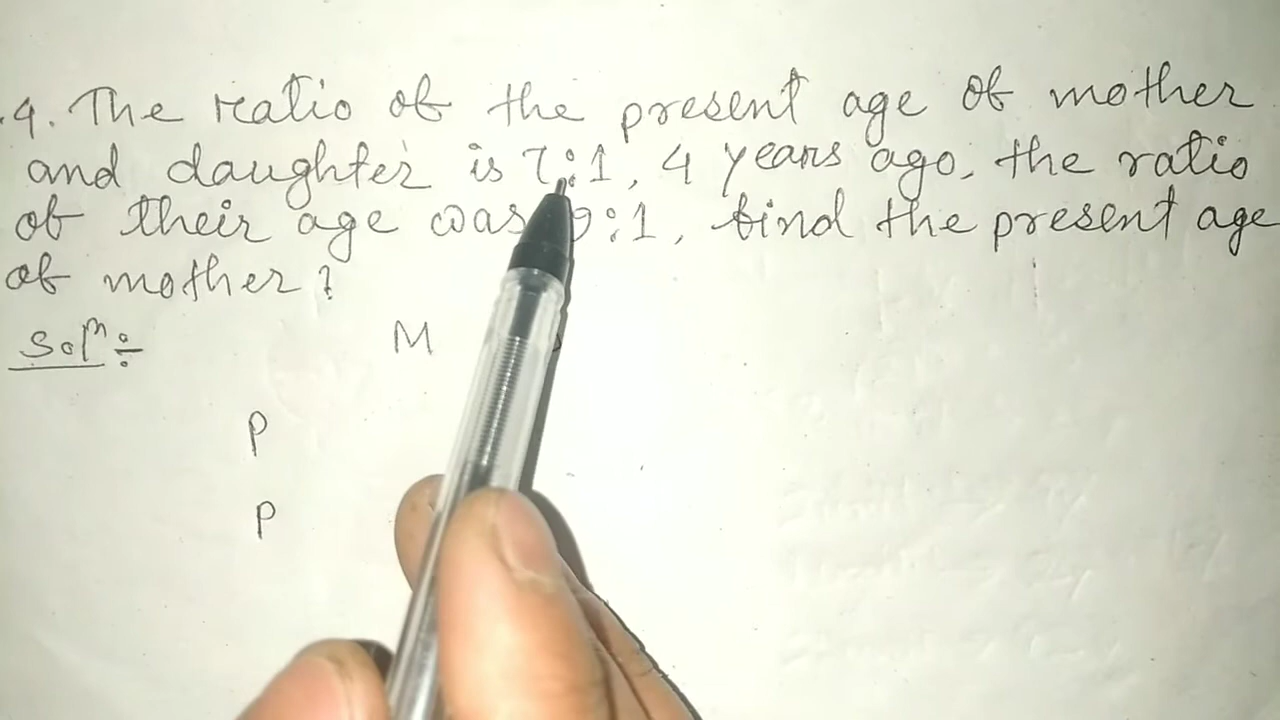 .4. The ratio of the present age of mother
and daughter is 7:1, 4 years ago, the ratio
of their age was 9:1, find the present age
of mother?
Solⁿ÷
M
P
P